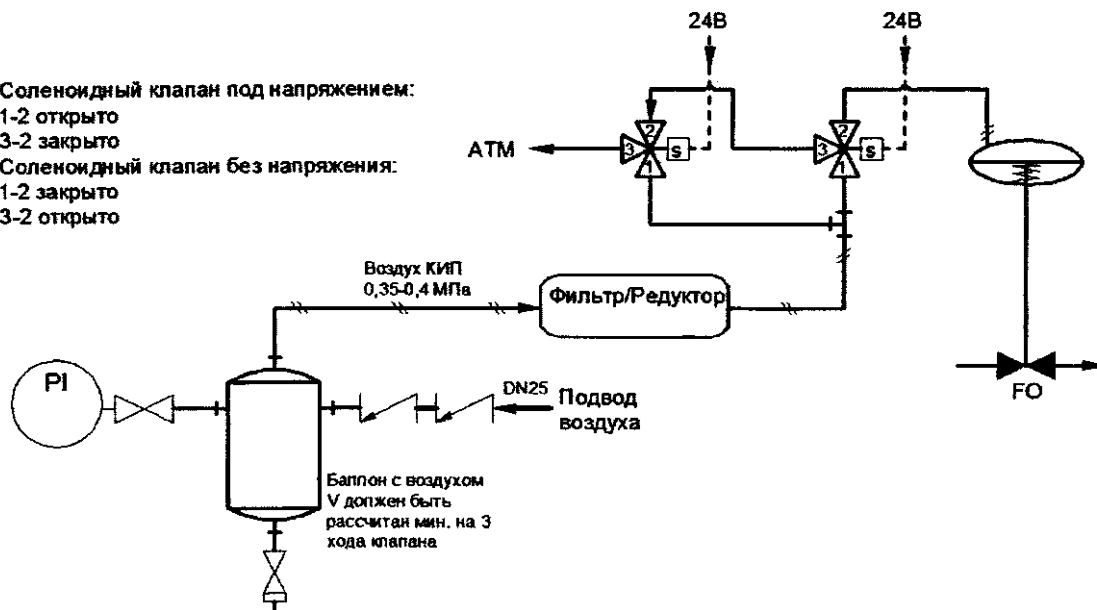 24В
24В
Соленоидный клапан под напряжением:
1-2 открыто
3-2 закрыто
Соленоидный клапан без напряжения:
1-2 закрыто
3-2 открыто
АТМ
2
3
S
1
2
3
S
1
Воздух КИП
0,35-0,4 МПа
Фильтр/Редуктор
PI
DN25
Подвод
воздуха
FO
Баллон с воздухом
V должен быть
рассчитан мин. на 3
хода клапана